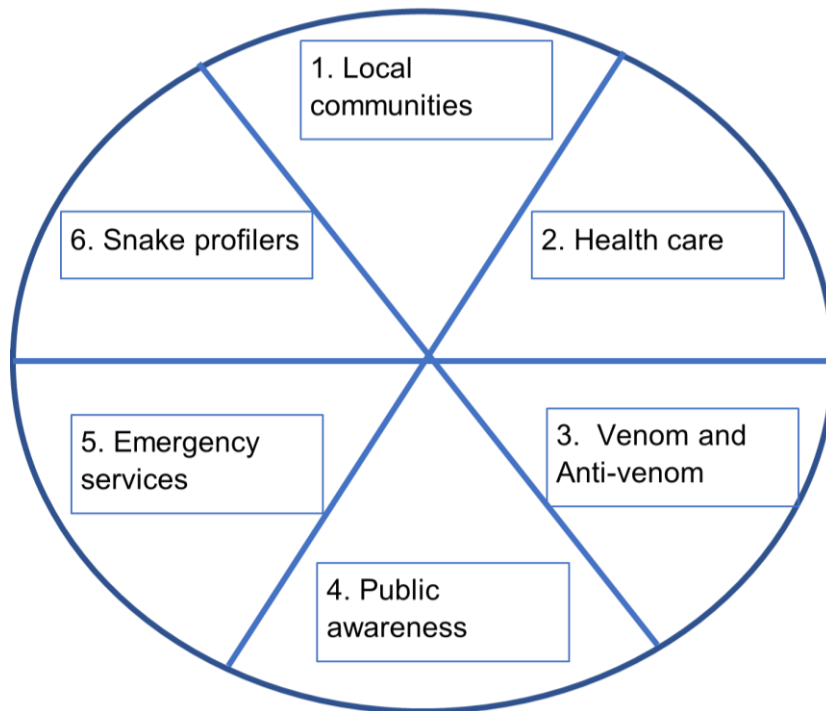 1. Local
communities
2. Health care
3. Venom and
Anti-venom
4. Public
awareness
5. Emergency
services
6. Snake profilers